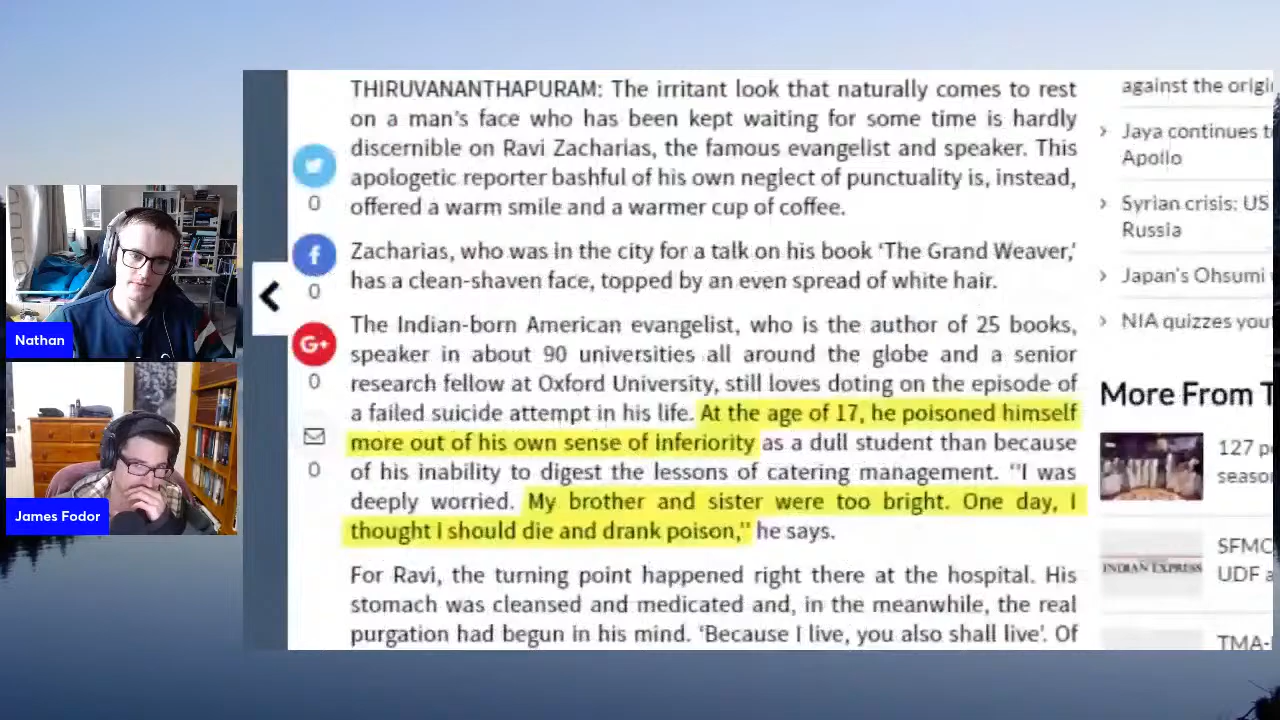 THIRUVANANTHAPURAM: The irritant look that naturally comes to rest
on a man's face who has been kept waiting for some time is hardly
discernible on Ravi Zacharias, the famous evangelist and speaker. This
apologetic reporter bashful of his own neglect of punctuality is, instead,
offered a warm smile and a warmer cup of coffee.
Zacharias, who was in the city for a talk on his book 'The Grand Weaver,'
has a clean-shaven face, topped by an even spread of white hair.
The Indian-born American evangelist, who is the author of 25 books,
speaker in about 90 universities all around the globe and a senior
research fellow at Oxford University, still loves doting on the episode of
a failed suicide attempt in his life. At the age of 17, he poisoned himself
more out of his own sense of inferiority as a dull student than because
of his inability to digest the lessons of catering management. "I was
deeply worried. My brother and sister were too bright. One day, I
thought I should die and drank poison," he says.
For Ravi, the turning point happened right there at the hospital. His
stomach was cleansed and medicated and, in the meanwhile, the real
purgation had begun in his mind. 'Because I live, you also shall live'. Of
0
0
G+
0
0
against the origi
Jaya continues t
Apollo
Syrian crisis: US
Russia
Japan's Ohsumi
NIA quizzes you
More From T
127 p
seaso
INDIAN EXPRESS
SFMC
UDF a
TMA-
Nathan
James Fodor